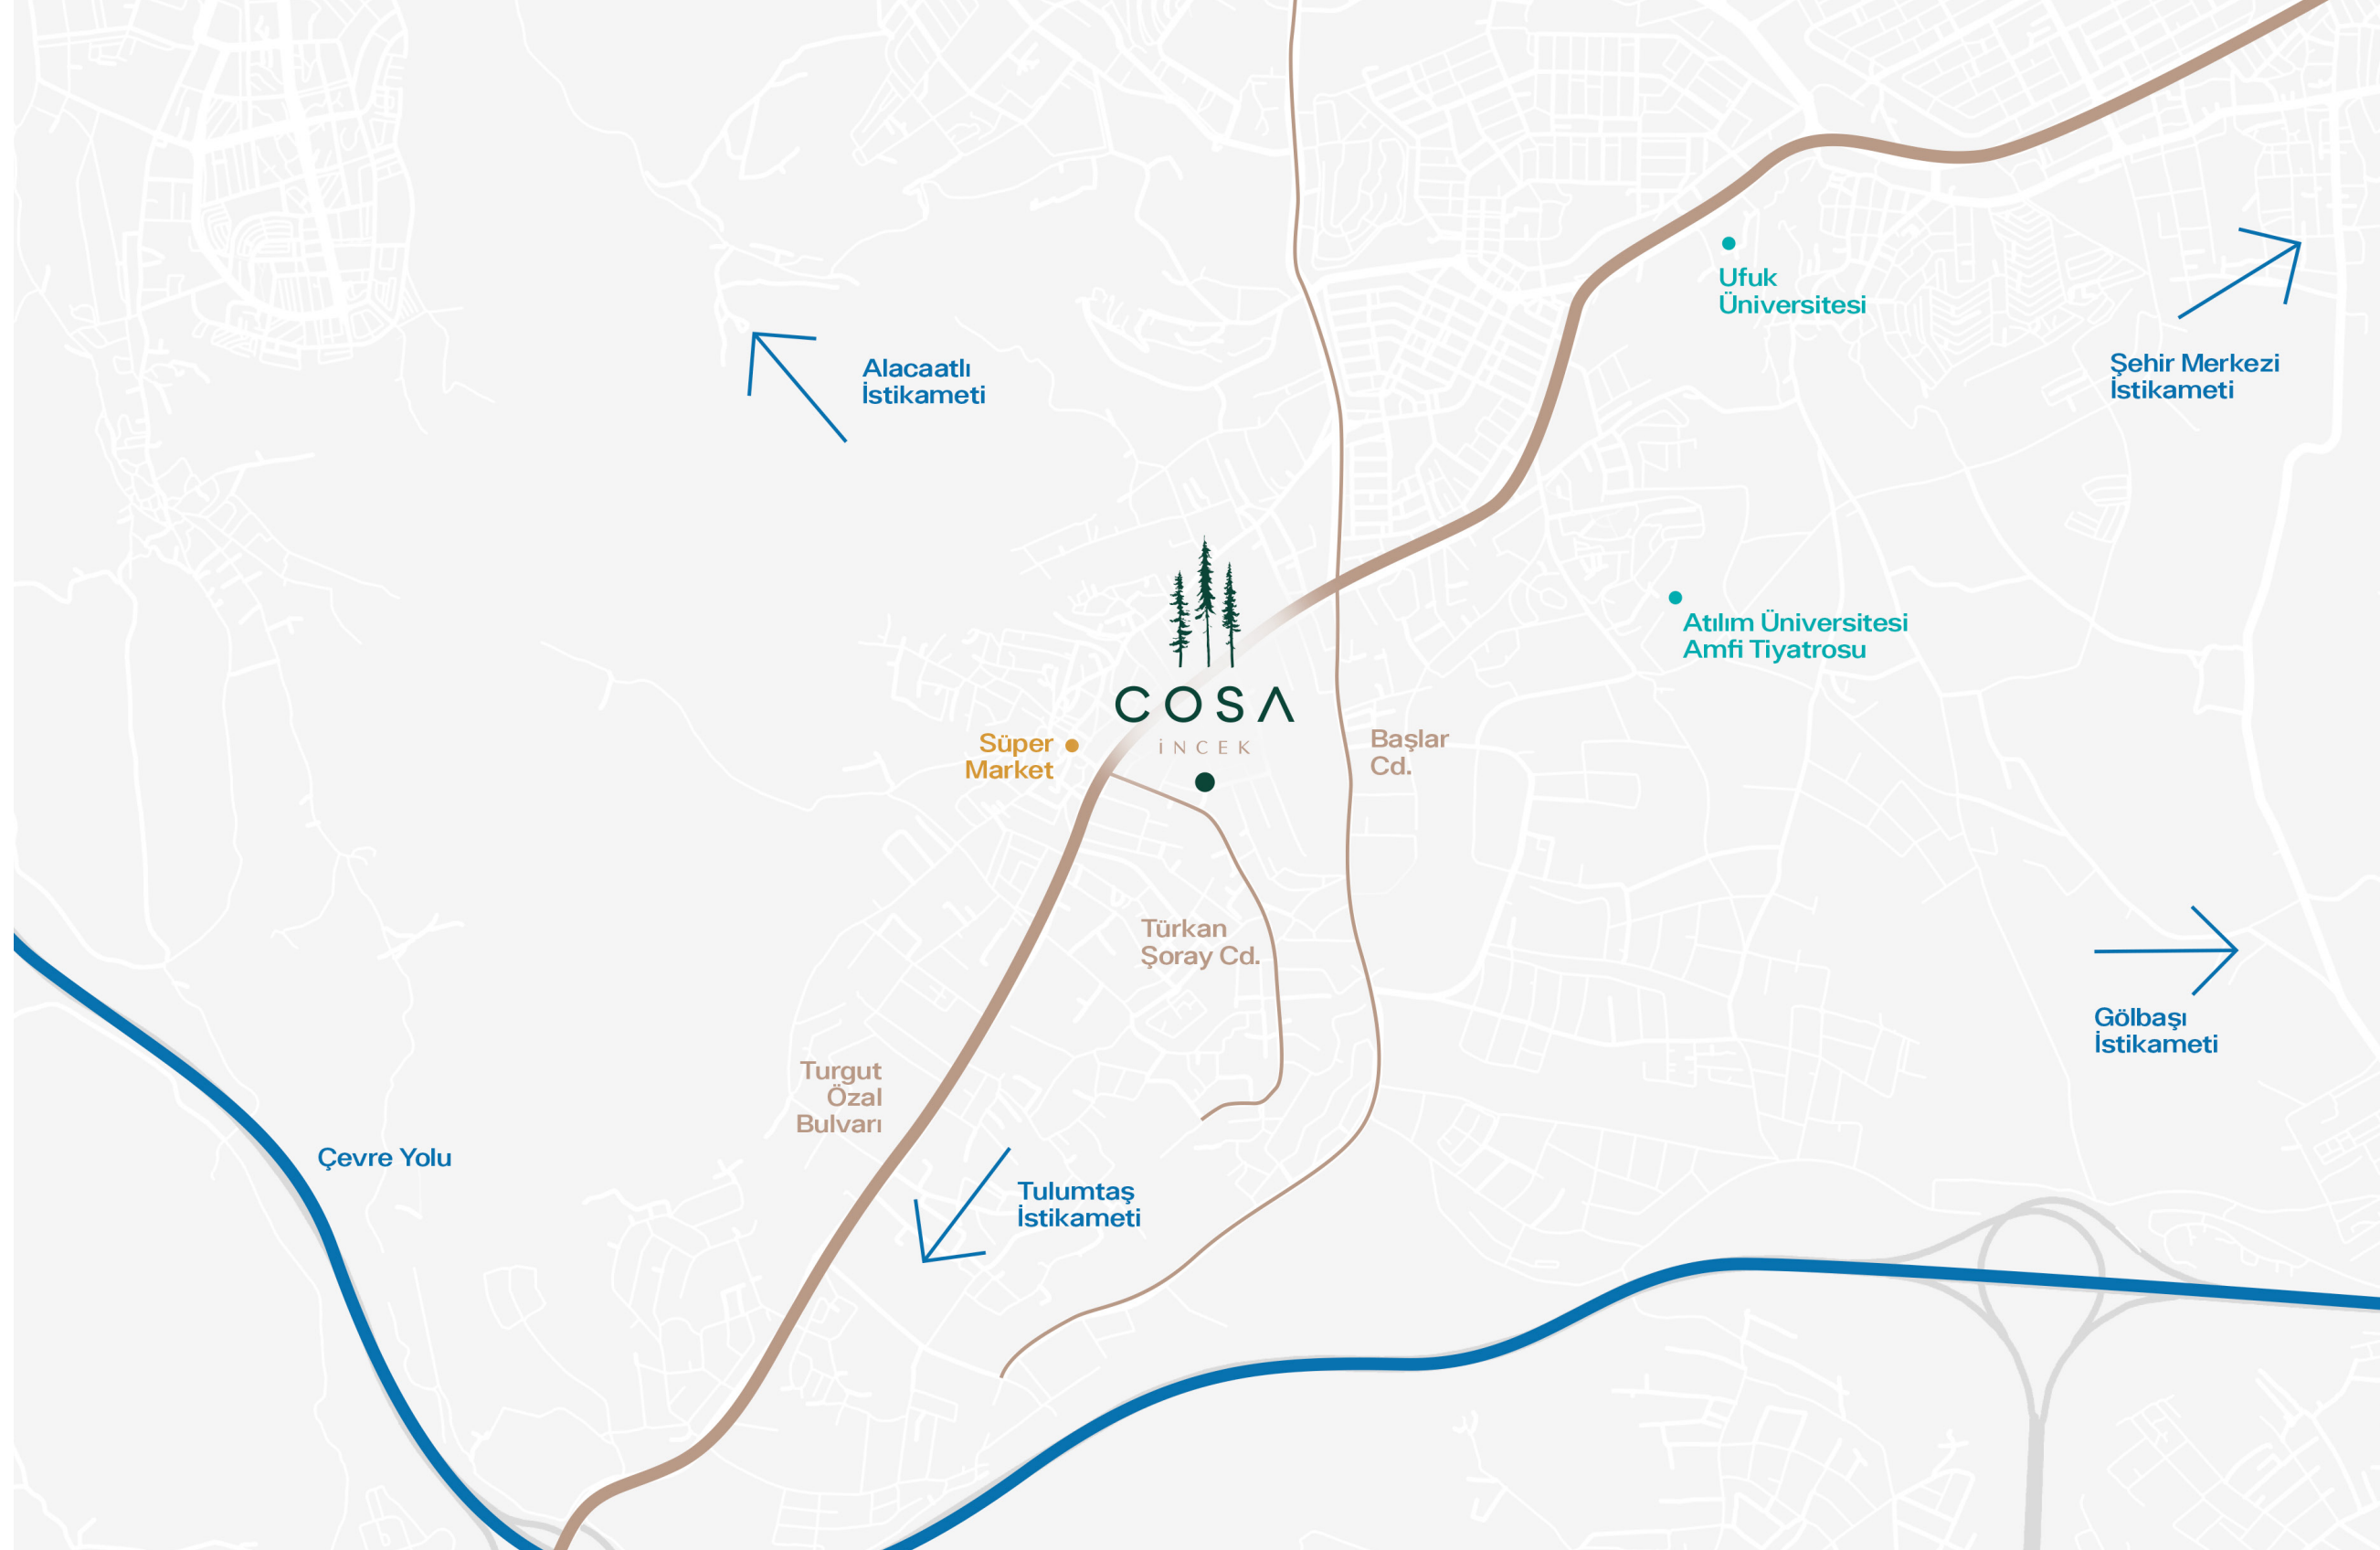 Ufuk
Üniversitesi
Şehir Merkezi
İstikameti
Alacaatlı
İstikameti
Atılım Üniversitesi
Amfi Tiyatrosu
COSA
İNCEK
Süper
Market
Başlar
Cd.
Türkan
Şoray Cd.
Gölbaşı
İstikameti
Turgut
Özal
Bulvarı
Çevre Yolu
Tulumtaş
İstikameti